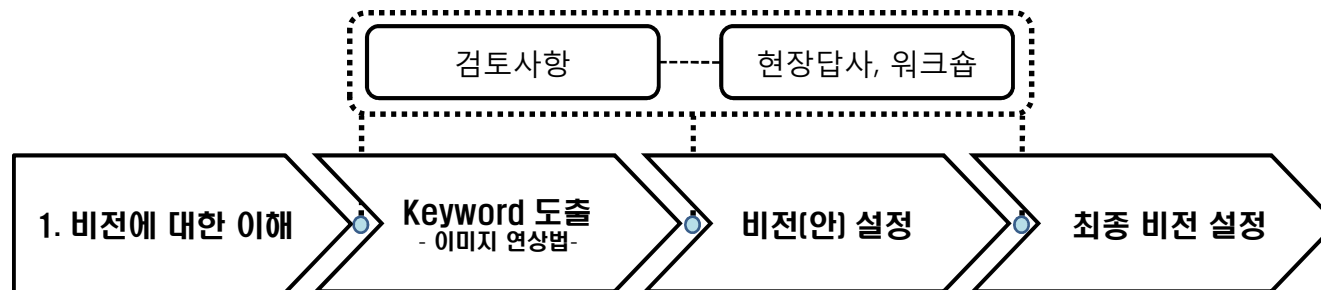 검토사항
현장답사, 워크숍
1. 비전에 대한 이해
Keyword 도출
- 이미지 연상법-
비전(안) 설정
최종 비전 설정